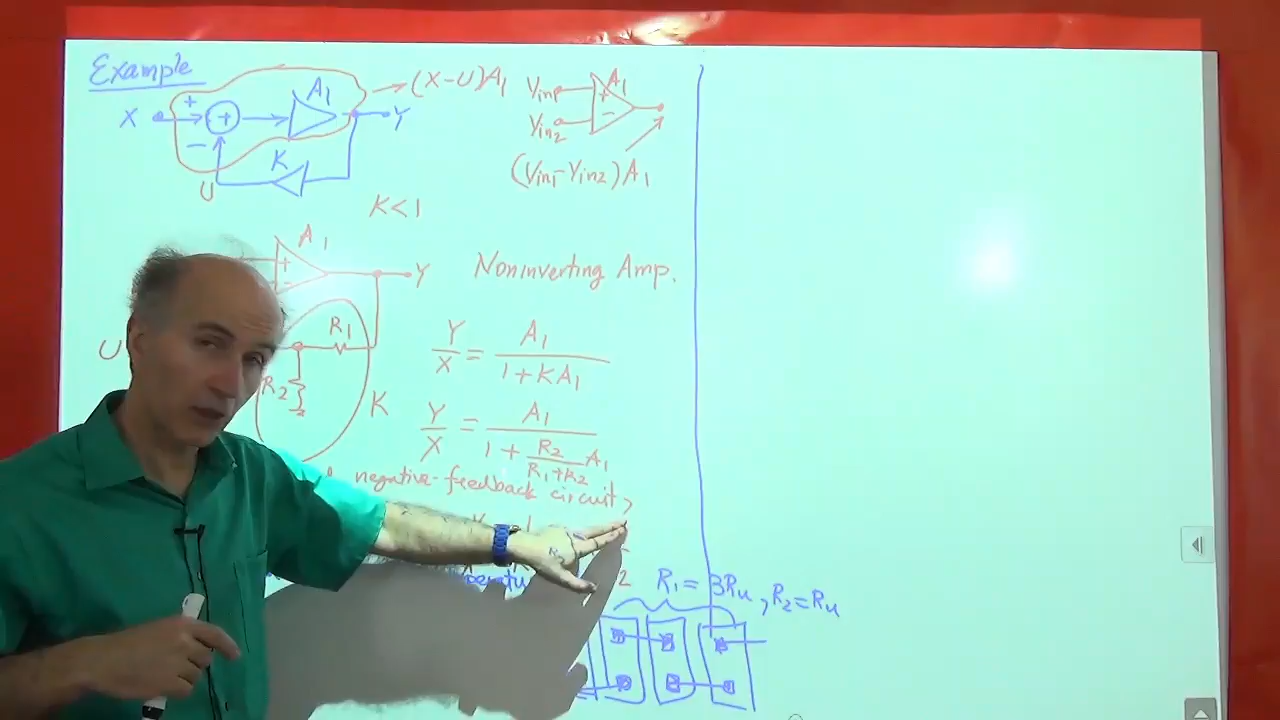 Example
X + + − A1 Y K U
→(X-U)A1
Vin1 Vin2 + − A1
(Vin1-Vin2)A1
K<1
A1 + − Y
Noninverting Amp.
U R1 R2 K
Y/X = A1/(1+KA1)
Y/X = A1/(1+R2/(R1+R2) A1)
negative-feedback circuit,
R1 = 3Ru, R2=Ru